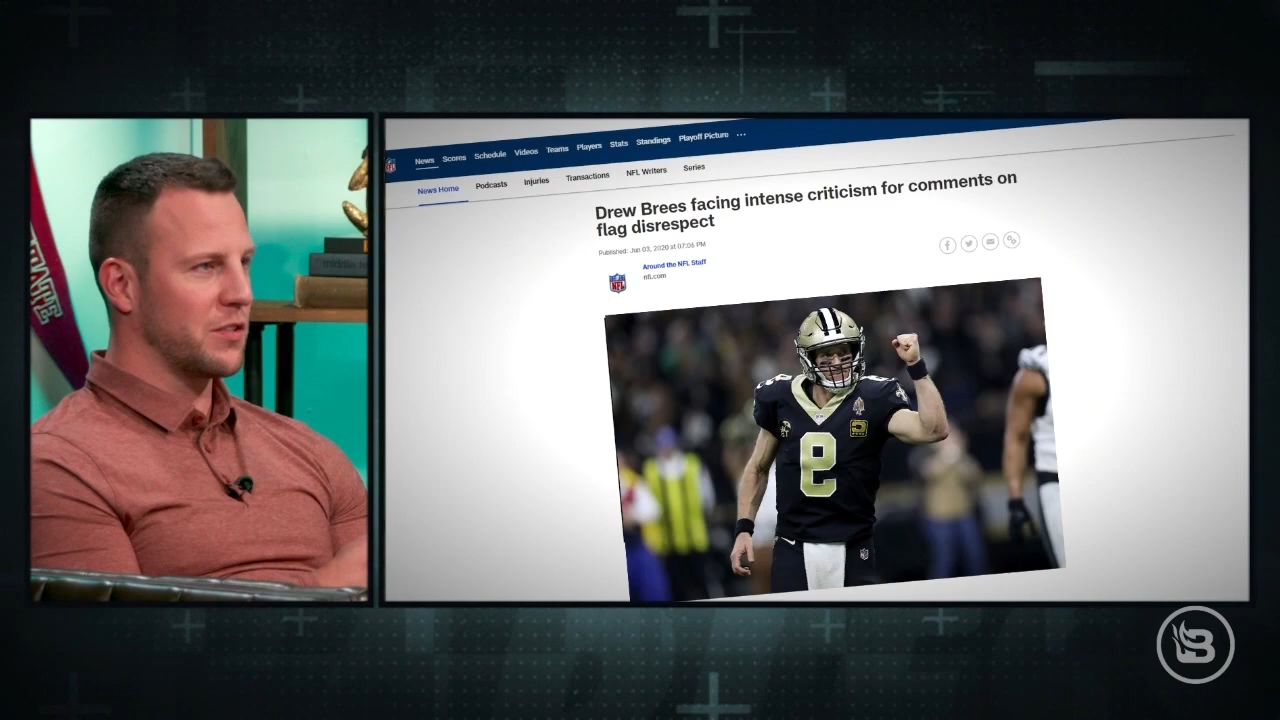 News Scores Schedule Videos Teams Players Stats Standings Playoff Picture ...
News Home Podcasts Injuries Transactions NFL Writers Series
Drew Brees facing intense criticism for comments on
flag disrespect
Published: Jun 03, 2020 at 07:06 PM
Around the NFL Staff
nfl.com
NFL
9
B